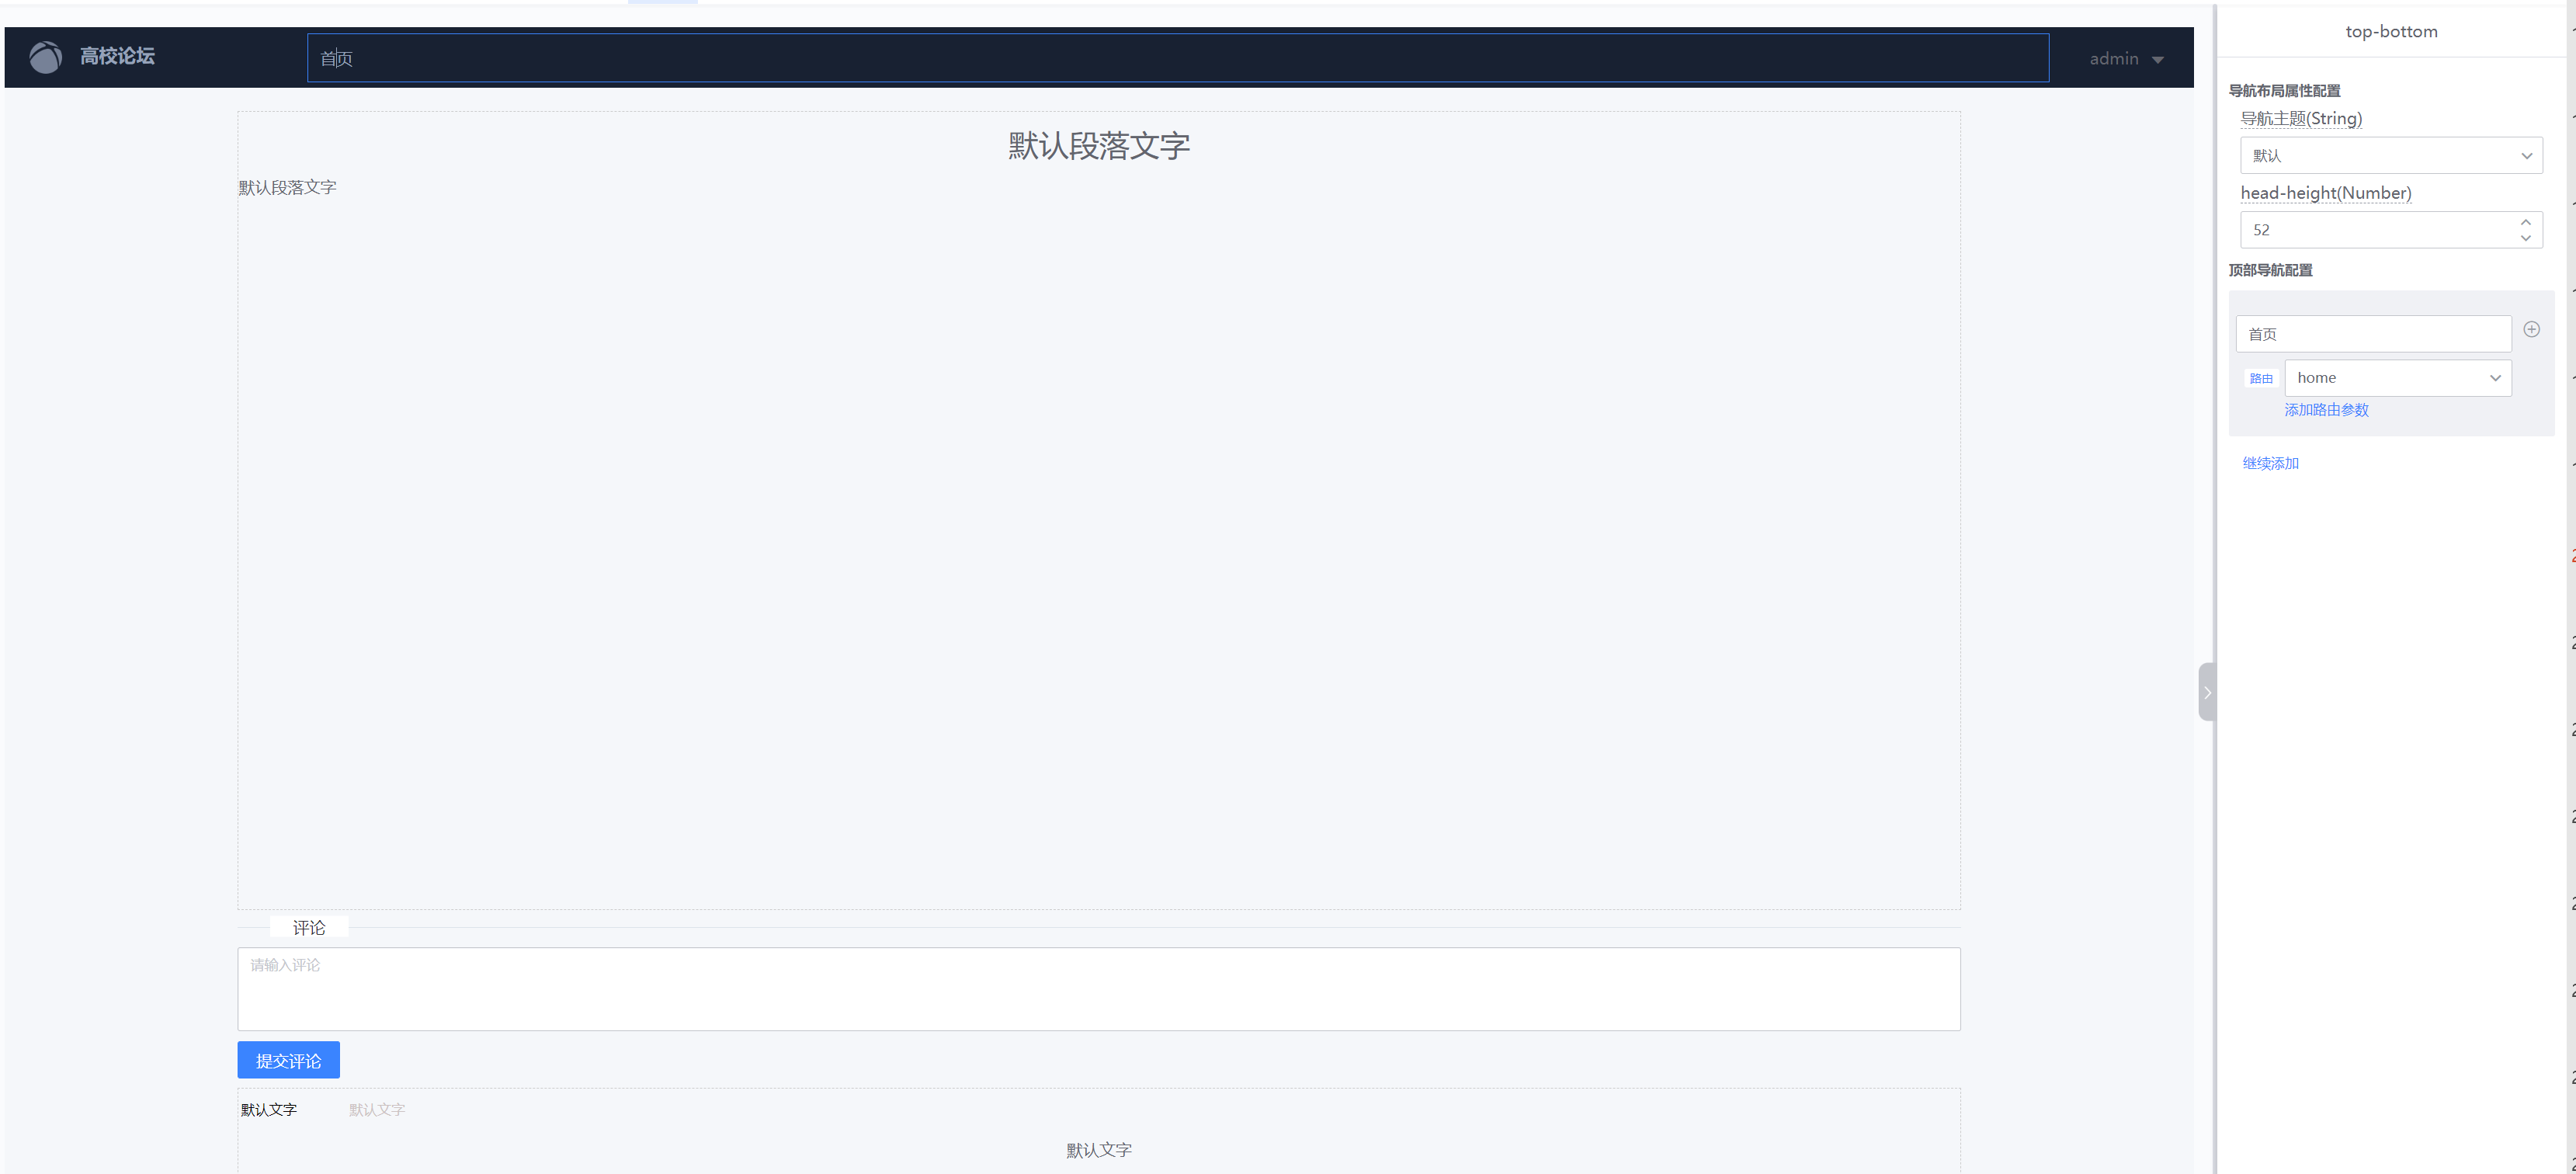 高校论坛
首页
admin
默认段落文字
默认段落文字
评论
请输入评论
提交评论
默认文字
默认文字
默认文字
top-bottom
导航布局属性配置
导航主题(String)
默认
head-height(Number)
52
顶部导航配置
首页
路由
home
添加路由参数
继续添加